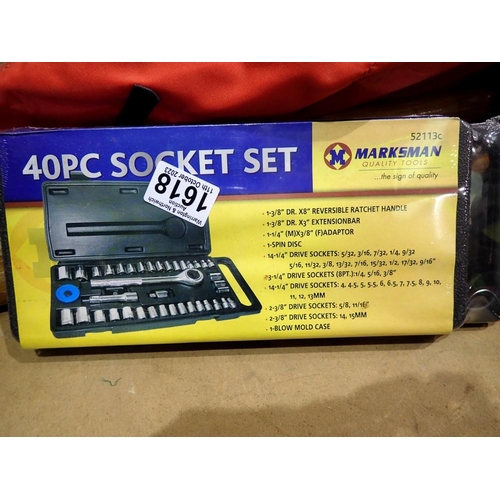 52113c
40PC SOCKET SET
MARKSMAN
QUALITY TOOLS
...the sign of quality
Warrington & Northwich
Auction
1618
11th October 2023
- 1-3/8" DR. X8" REVERSIBLE RATCHET HANDLE
- 1-3/8" DR. X3" EXTENSIONBAR
- 1-1/4" (M)X3/8" (F)ADAPTOR
- 1-SPIN DISC
- 14-1/4" DRIVE SOCKETS: 5/32, 3/16, 7/32, 1/4, 9/32
5/16, 11/32, 3/8, 13/32, 7/16, 15/32, 1/2, 17/32, 9/16"
3-1/4" DRIVE SOCKETS (8PT.):1/4, 5/16, 3/8"
- 14-1/4" DRIVE SOCKETS: 4, 4.5, 5, 5.5, 6, 6.5, 7, 7.5, 8, 9, 10,
11, 12, 13MM
- 2-3/8" DRIVE SOCKETS: 5/8, 11/16"
- 2-3/8" DRIVE SOCKETS: 14, 15MM
- 1-BLOW MOLD CASE